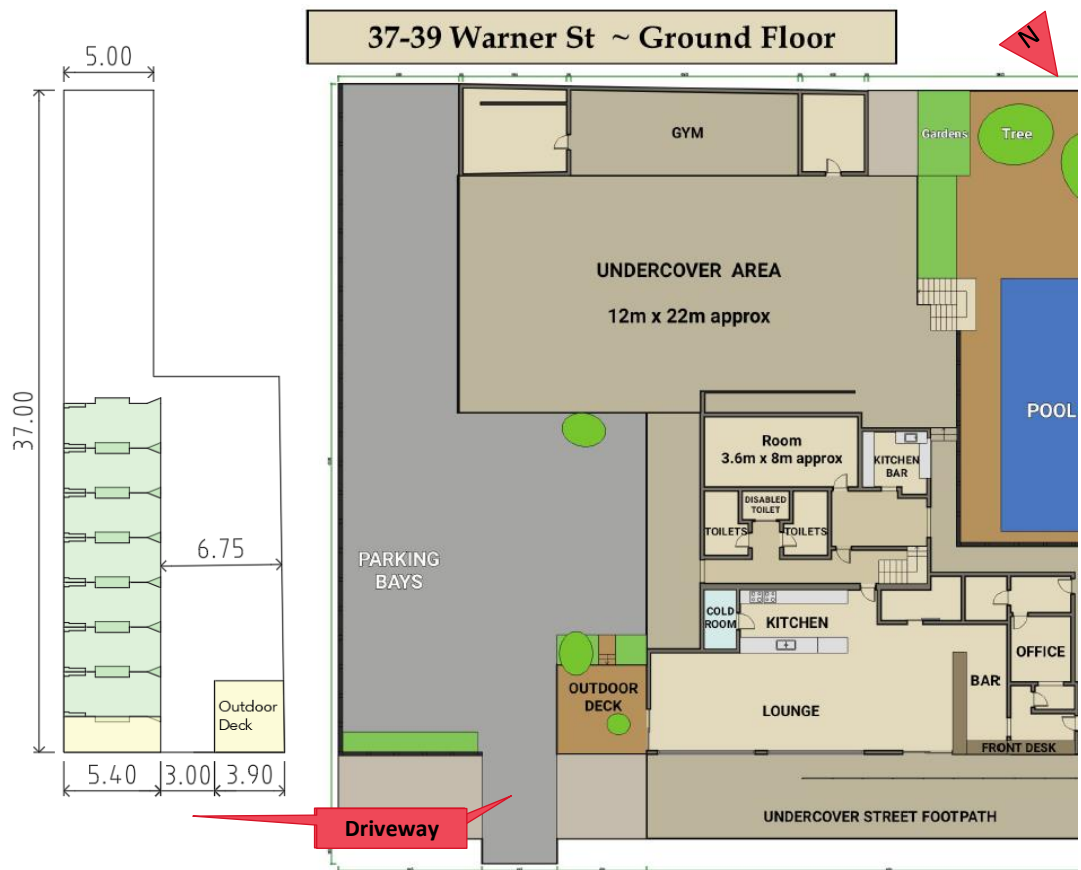 37-39 Warner St ~ Ground Floor
N
5.00
37.00
6.75
Outdoor
Deck
5.40
3.00
3.90
GYM
Gardens
Tree
UNDERCOVER AREA
12m x 22m approx
POOL
Room
3.6m x 8m approx
KITCHEN
BAR
DISABLED
TOILET
TOILETS
TOILETS
PARKING
BAYS
COLD
ROOM
KITCHEN
OFFICE
BAR
OUTDOOR
DECK
LOUNGE
FRONT DESK
Driveway
UNDERCOVER STREET FOOTPATH